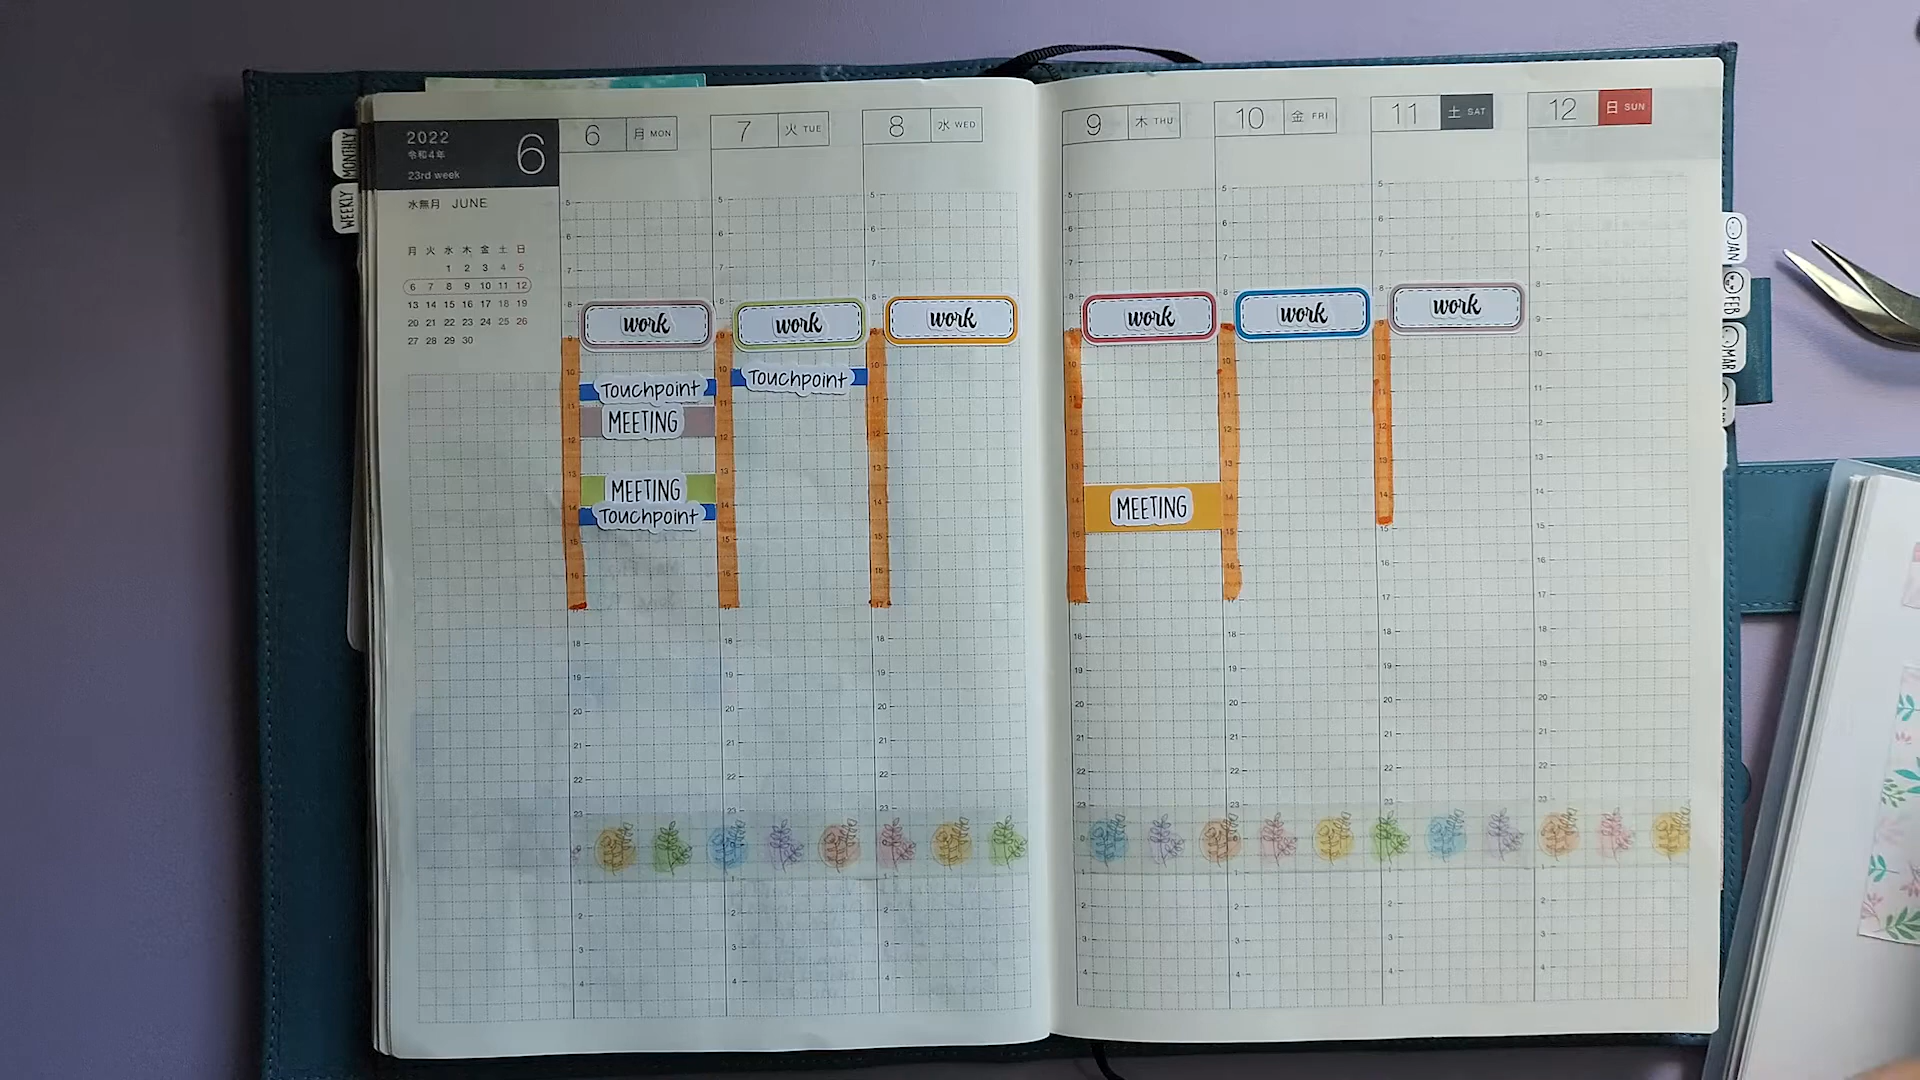 MONTHLY
WEEKLY
2022
令和4年
23rd week
6
水無月 JUNE
月 火 水 木 金 土 日
1 2 3 4 5
6 7 8 9 10 11 12
13 14 15 16 17 18 19
20 21 22 23 24 25 26
27 28 29 30
6 月 MON
7 火 TUE
8 水 WED
9 木 THU
10 金 FRI
11 土 SAT
12 日 SUN
work
work
work
work
work
work
Touchpoint
MEETING
MEETING
Touchpoint
Touchpoint
MEETING
JAN
FEB
MAR